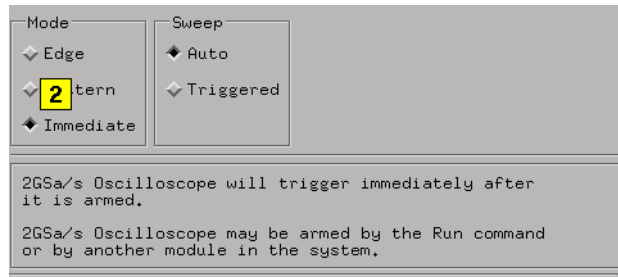 Mode
Sweep
Edge
Auto
2
tern
Triggered
Immediate
2GSa/s Oscilloscope will trigger immediately after
it is armed.
2GSa/s Oscilloscope may be armed by the Run command
or by another module in the system.